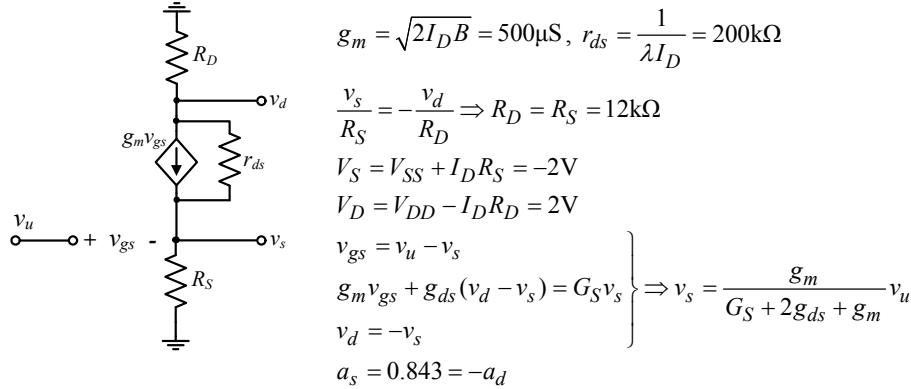 R_D
v_d
g_m v_gs
r_ds
v_u
+ v_gs -
v_s
R_S
g_m = √(2I_D B) = 500µS, r_ds = 1/(λI_D) = 200kΩ
v_s/R_S = −v_d/R_D ⇒ R_D = R_S = 12kΩ
V_S = V_SS + I_D R_S = −2V
V_D = V_DD − I_D R_D = 2V
v_gs = v_u − v_s
g_m v_gs + g_ds(v_d − v_s) = G_S v_s } ⇒ v_s = g_m/(G_S + 2g_ds + g_m) v_u
v_d = −v_s
a_s = 0.843 = −a_d